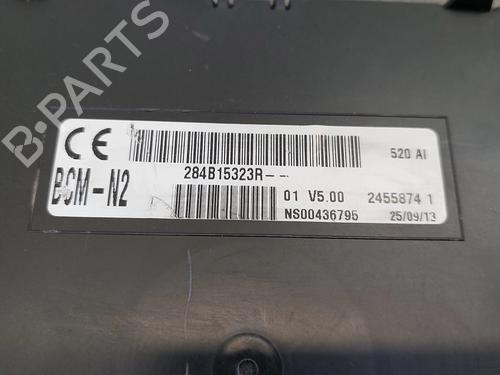 B-PARTS
CE
520 AI
BCM-N2
284B15323R--
01 V5.00
2455874 1
NS00436795
25/09/13